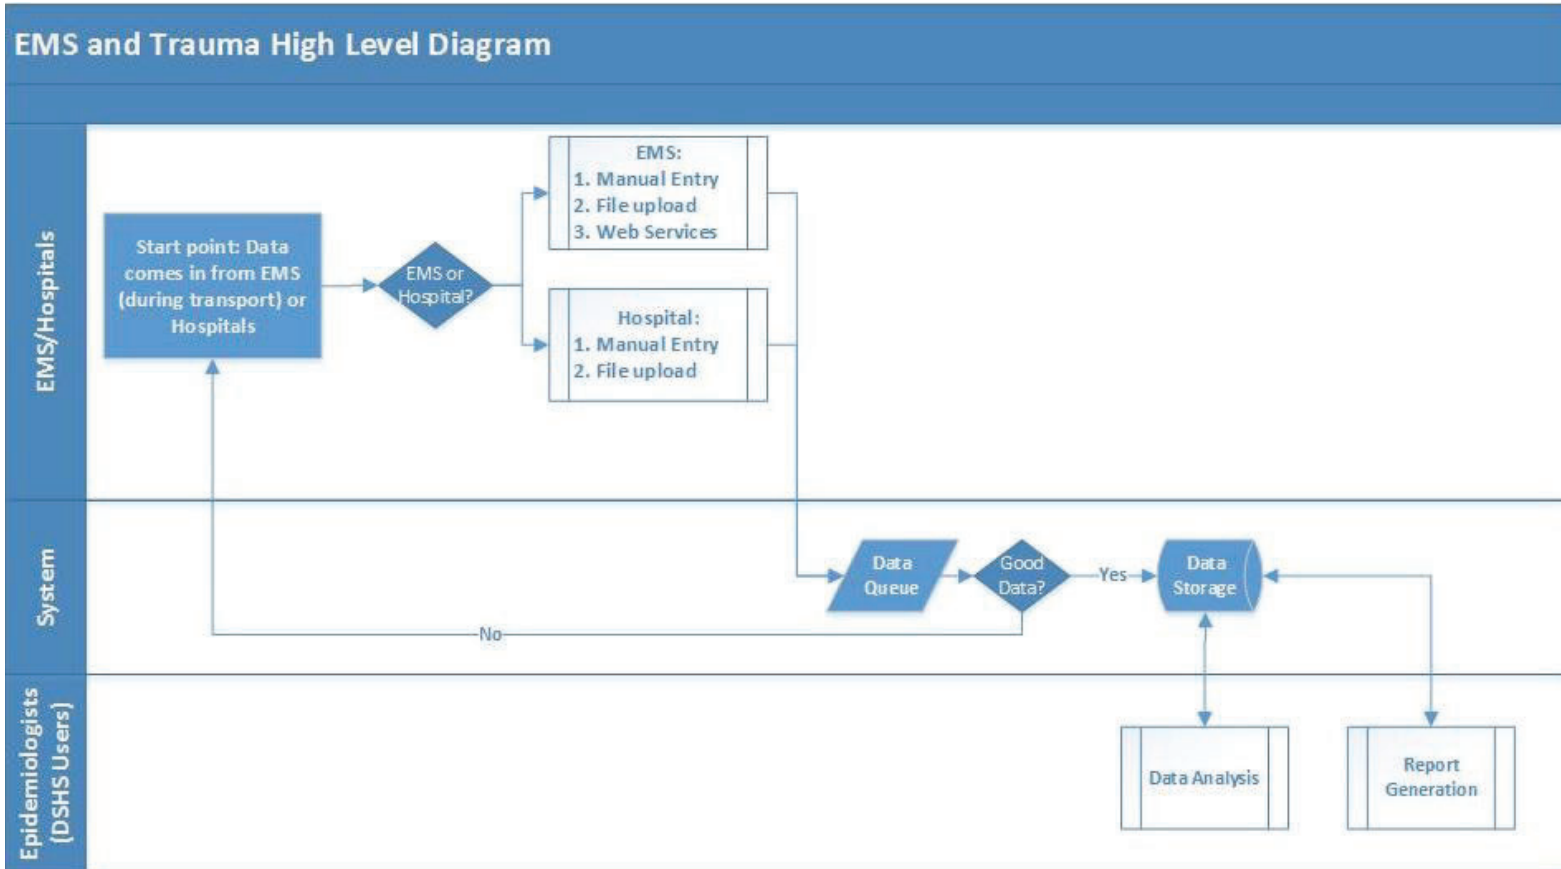 EMS and Trauma High Level Diagram
EMS/Hospitals
Start point: Data
comes in from EMS
(during transport) or
Hospitals
EMS or
Hospital?
EMS:
1. Manual Entry
2. File upload
3. Web Services
Hospital:
1. Manual Entry
2. File upload
System
Data
Queue
Good
Data?
Yes
Data
Storage
No
Epidemiologists
(DSHS Users)
Data Analysis
Report
Generation